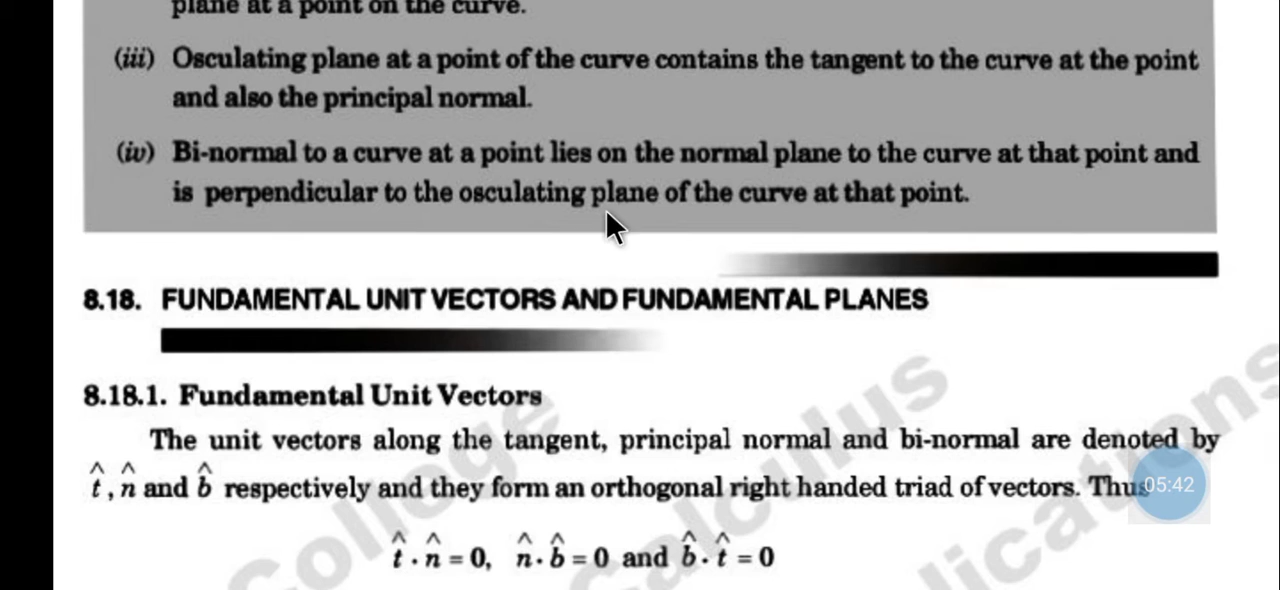 plane at a point on the curve.
(iii) Osculating plane at a point of the curve contains the tangent to the curve at the point
and also the principal normal.
(iv) Bi-normal to a curve at a point lies on the normal plane to the curve at that point and
is perpendicular to the osculating plane of the curve at that point.
8.18. FUNDAMENTAL UNIT VECTORS AND FUNDAMENTAL PLANES
8.18.1. Fundamental Unit Vectors
The unit vectors along the tangent, principal normal and bi-normal are denoted by
t̂ , n̂ and b̂ respectively and they form an orthogonal right handed triad of vectors. Thus
05:42
t̂ . n̂ = 0, n̂ . b̂ = 0 and b̂ . t̂ = 0
College
Calculus